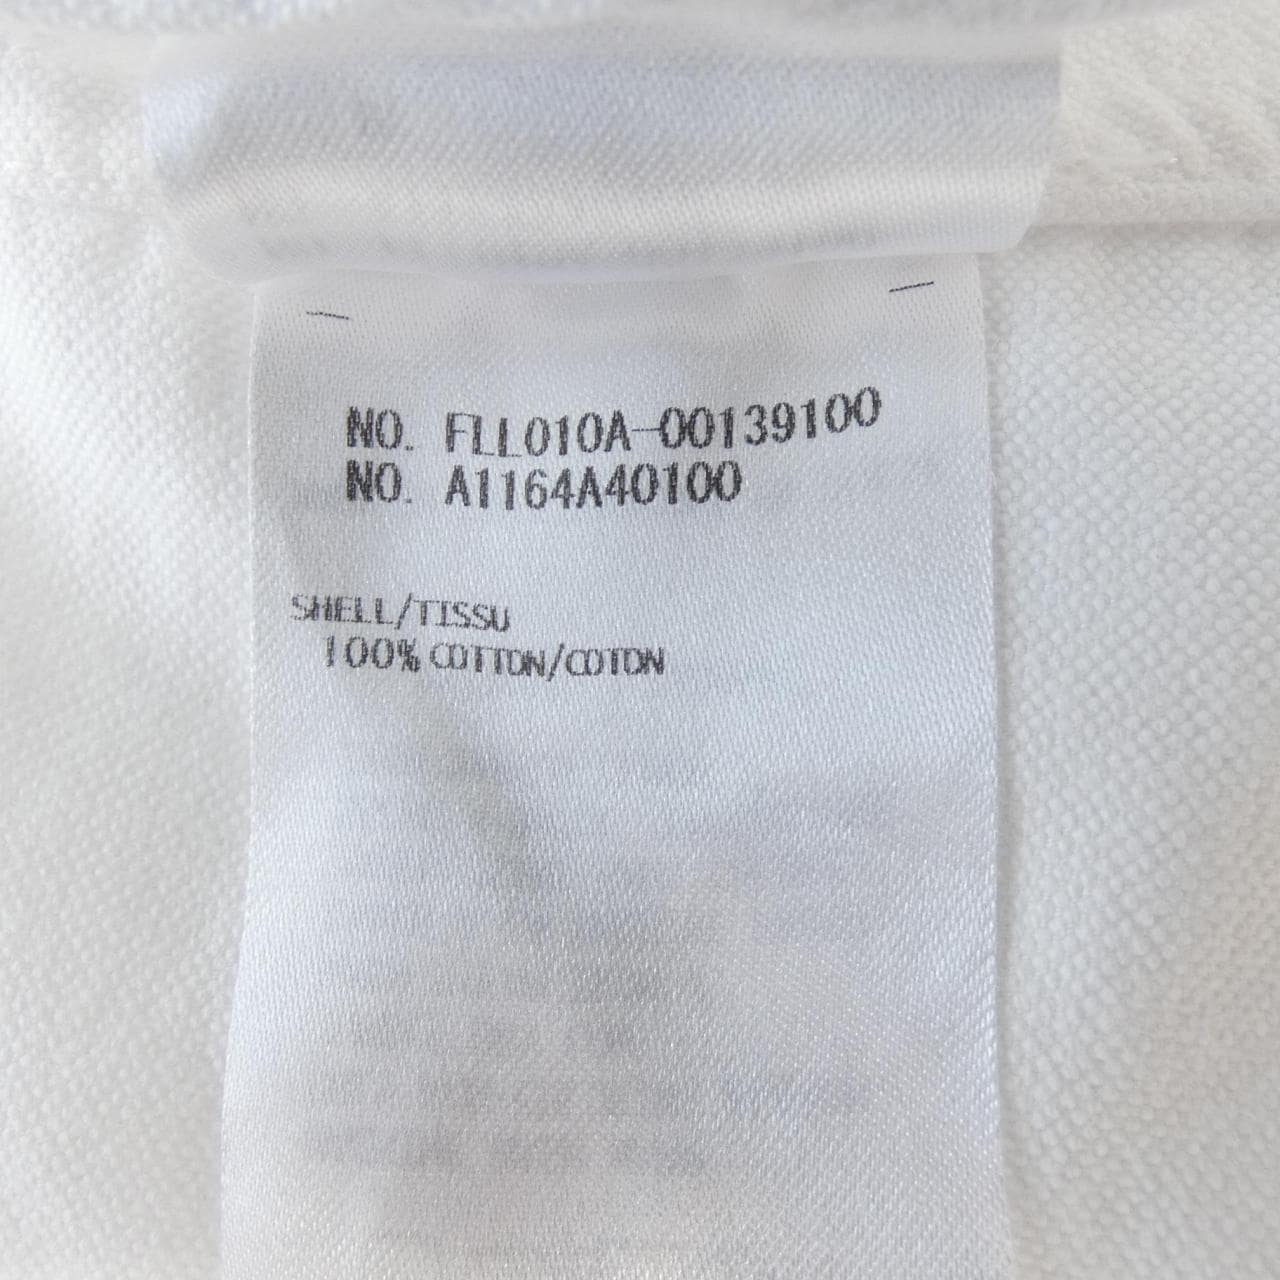 NO. FLL010A-00139100
NO. A1164A40100
SHELL/TISSU
100% COTTON/COTON